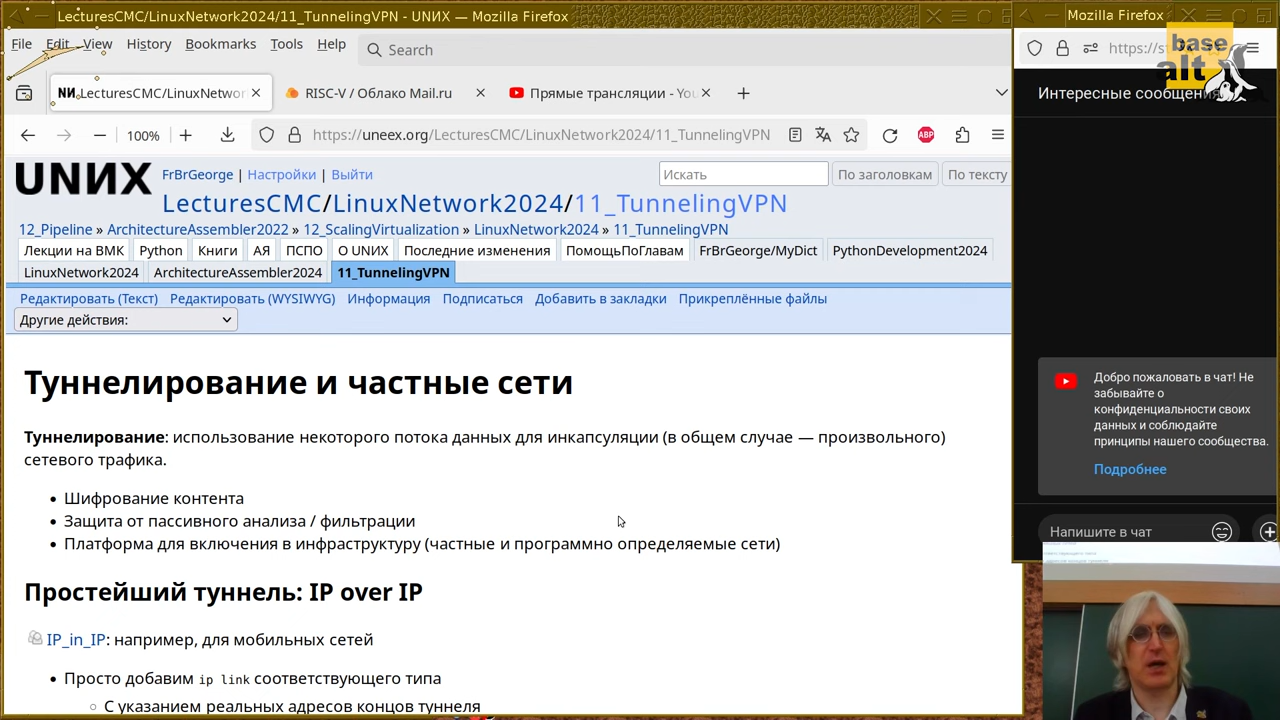 LecturesCMC/LinuxNetwork2024/11_TunnelingVPN - UNИX — Mozilla Firefox
File Edit View History Bookmarks Tools Help
Search
LecturesCMC/LinuxNetwor
RISC-V / Облако Mail.ru
Прямые трансляции - You
100%
https://uneex.org/LecturesCMC/LinuxNetwork2024/11_TunnelingVPN
ABP
UNИX
FrBrGeorge | Настройки | Выйти
Искать
По заголовкам
По тексту
LecturesCMC/LinuxNetwork2024/11_TunnelingVPN
12_Pipeline » ArchitectureAssembler2022 » 12_ScalingVirtualization » LinuxNetwork2024 » 11_TunnelingVPN
Лекции на ВМК Python Книги АЯ ПСПО О UNIX Последние изменения ПомощьПоГлавам FrBrGeorge/MyDict PythonDevelopment2024
LinuxNetwork2024 ArchitectureAssembler2024 11_TunnelingVPN
Редактировать (Текст) Редактировать (WYSIWYG) Информация Подписаться Добавить в закладки Прикреплённые файлы
Другие действия:
Туннелирование и частные сети
Туннелирование: использование некоторого потока данных для инкапсуляции (в общем случае — произвольного)
сетевого трафика.
• Шифрование контента
• Защита от пассивного анализа / фильтрации
• Платформа для включения в инфраструктуру (частные и программно определяемые сети)
Простейший туннель: IP over IP
IP_in_IP: например, для мобильных сетей
• Просто добавим ip link соответствующего типа
С указанием реальных адресов концов туннеля
Mozilla Firefox
https://s
base
alt
Интересные сообщения
Добро пожаловать в чат! Не
забывайте о
конфиденциальности своих
данных и соблюдайте
принципы нашего сообщества.
Подробнее
Напишите в чат